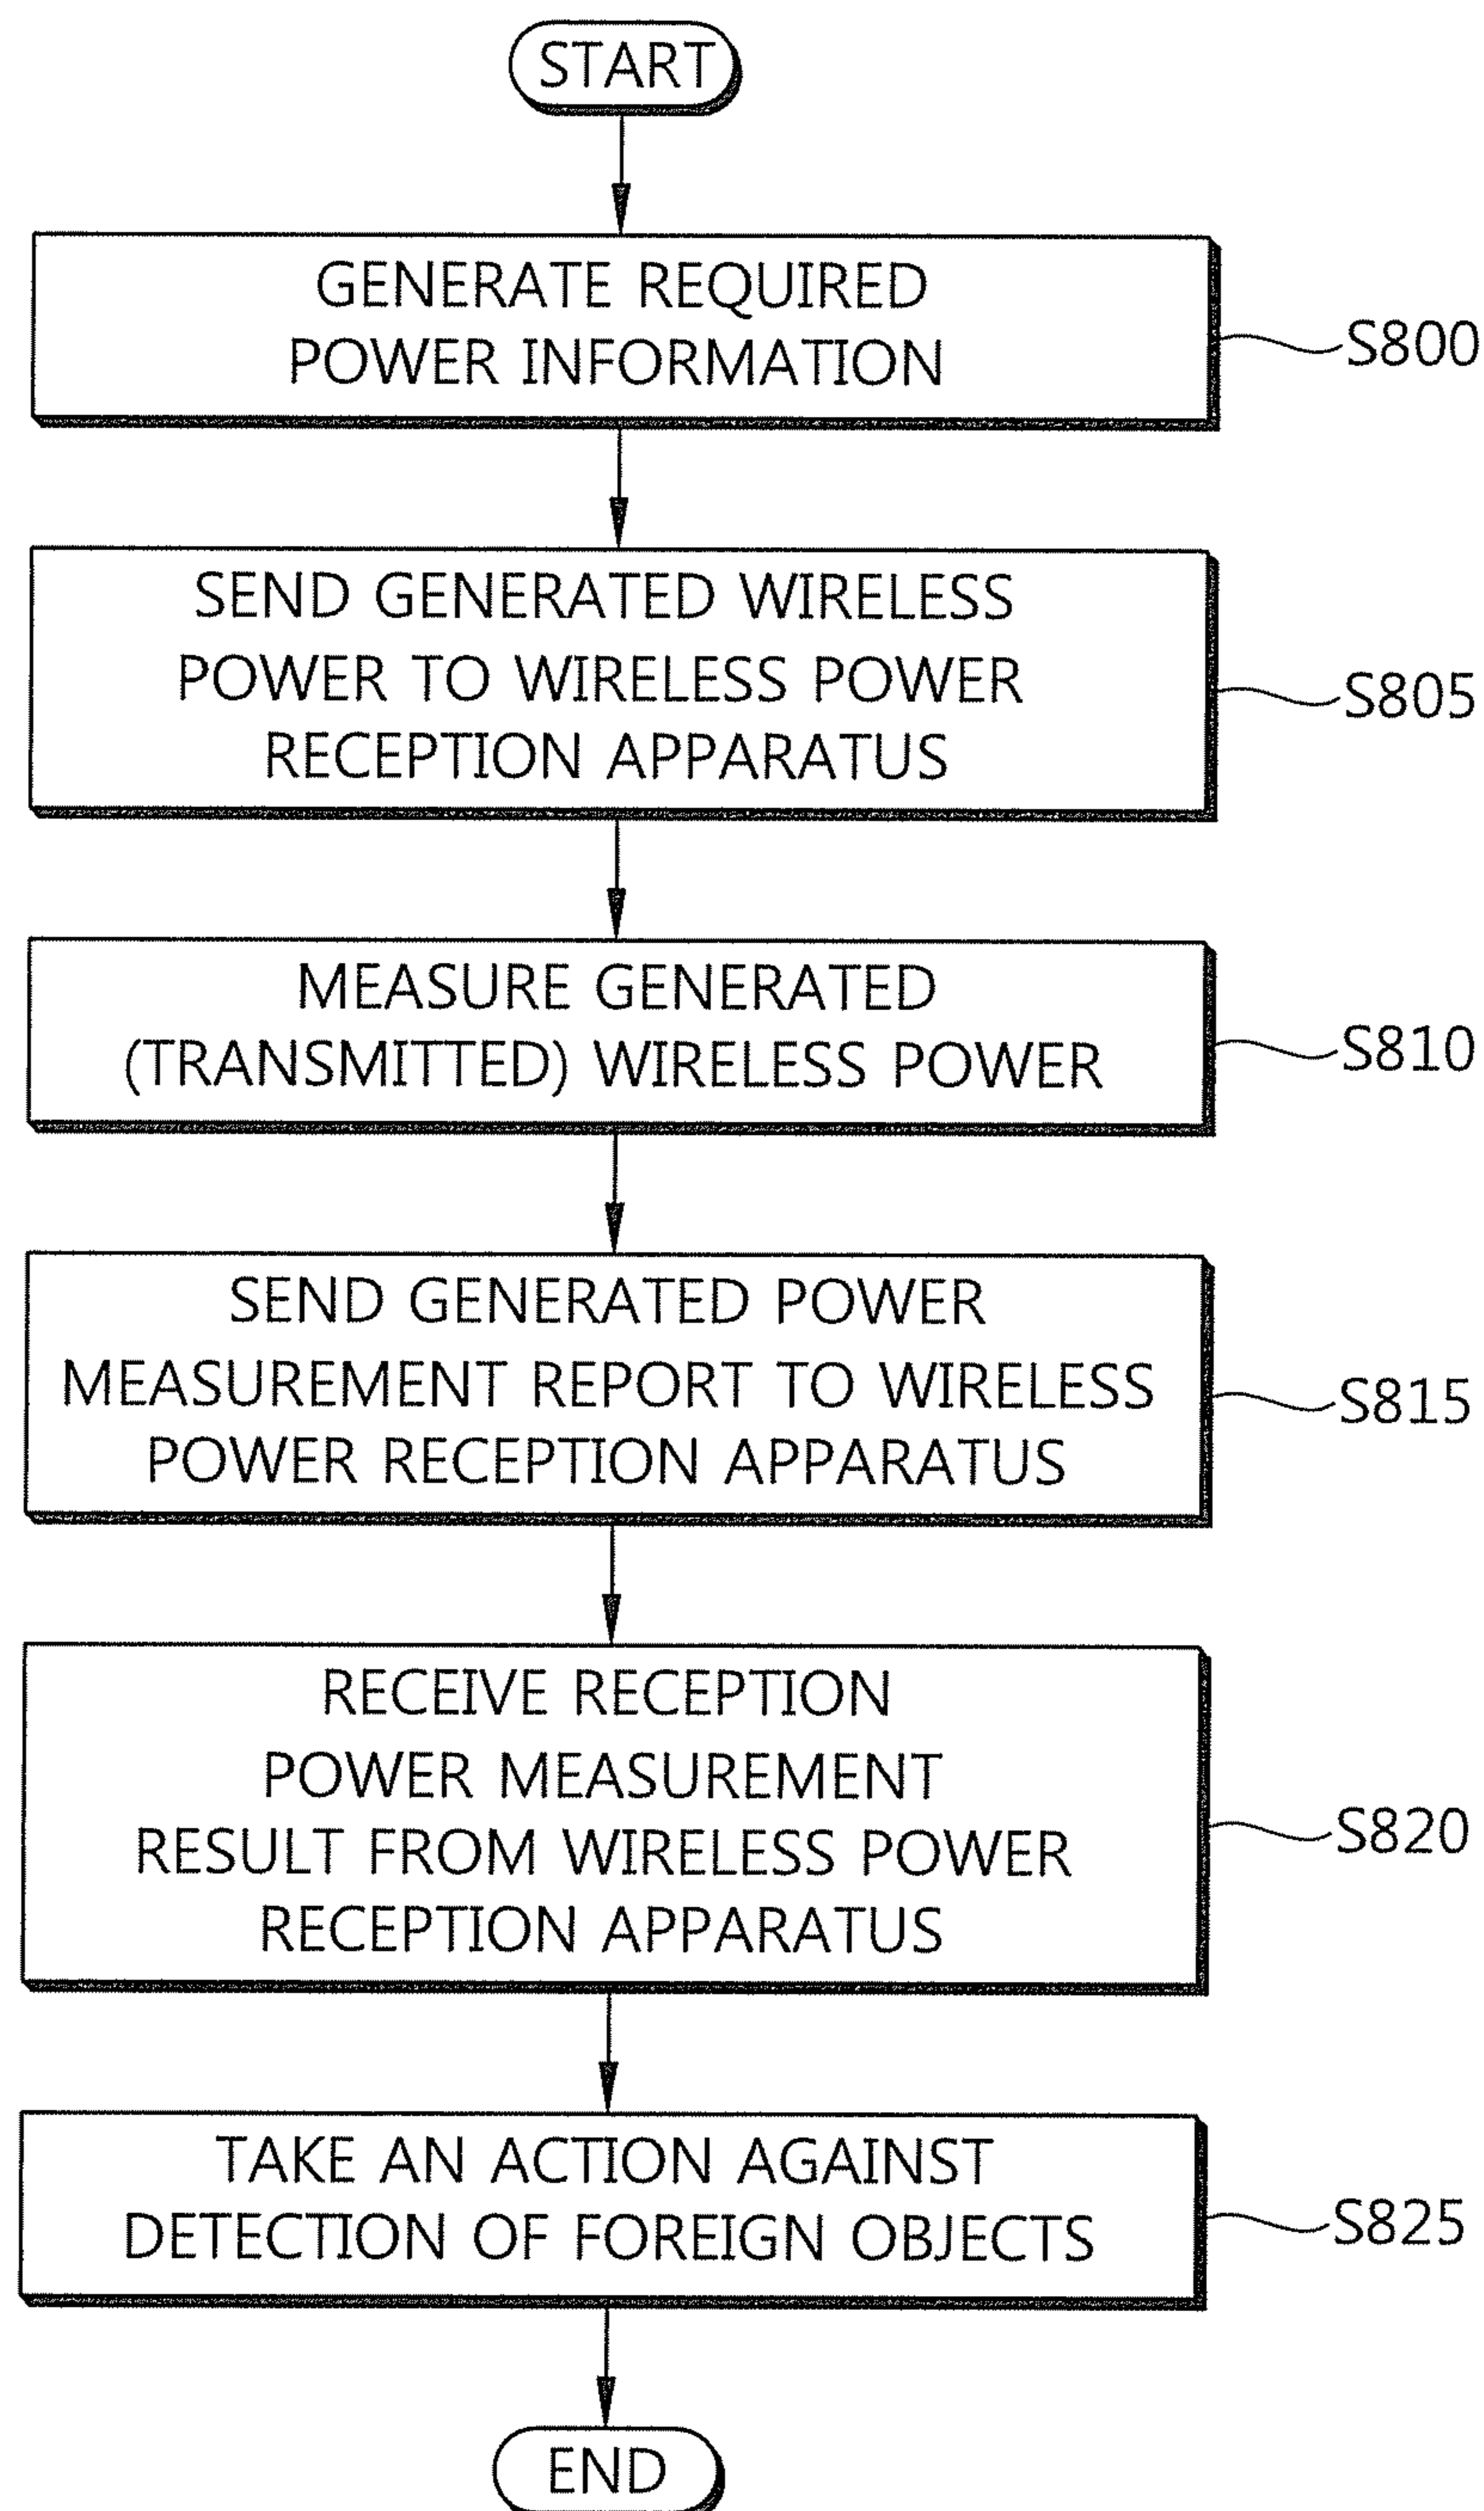 START
GENERATE REQUIRED
POWER INFORMATION
S800
SEND GENERATED WIRELESS
POWER TO WIRELESS POWER
RECEPTION APPARATUS
S805
MEASURE GENERATED
(TRANSMITTED) WIRELESS POWER
S810
SEND GENERATED POWER
MEASUREMENT REPORT TO WIRELESS
POWER RECEPTION APPARATUS
S815
RECEIVE RECEPTION
POWER MEASUREMENT
RESULT FROM WIRELESS POWER
RECEPTION APPARATUS
S820
TAKE AN ACTION AGAINST
DETECTION OF FOREIGN OBJECTS
S825
END